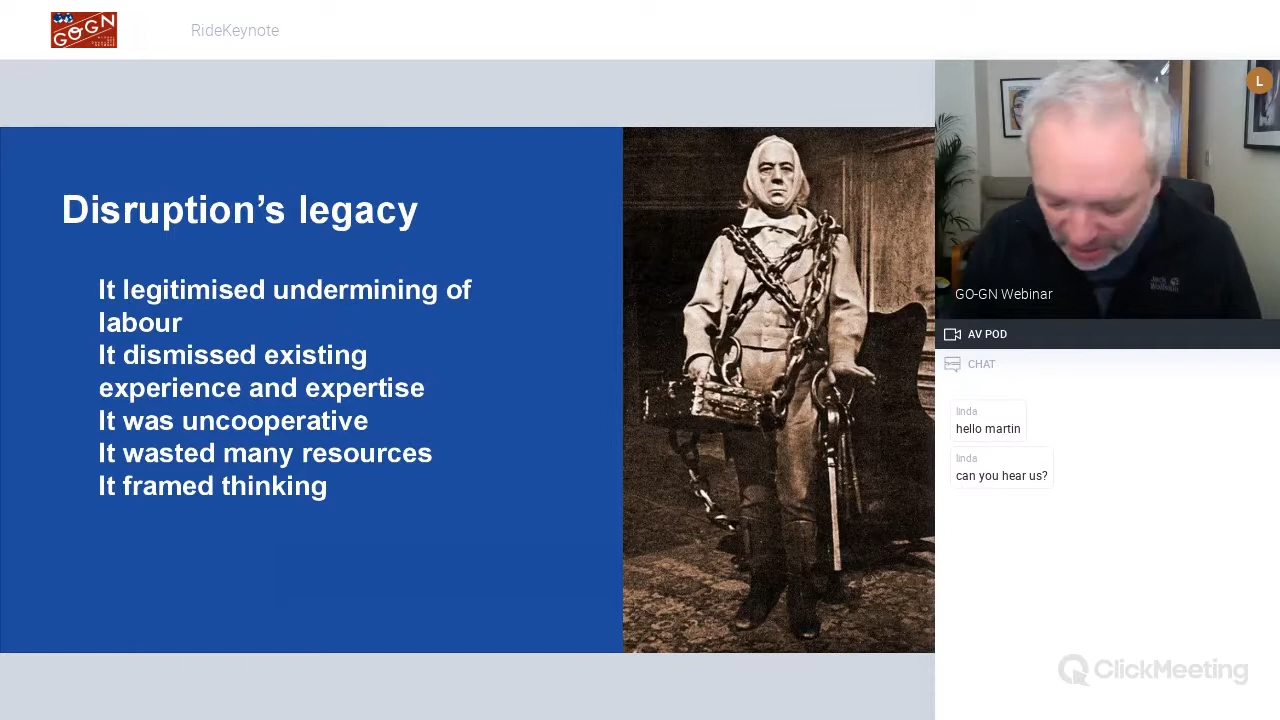 GO-GN
RideKeynote
Disruption’s legacy
It legitimised undermining of
labour
It dismissed existing
experience and expertise
It was uncooperative
It wasted many resources
It framed thinking
L
Jack
Wolfskin
GO-GN Webinar
AV POD
CHAT
linda
hello martin
linda
can you hear us?
ClickMeeting